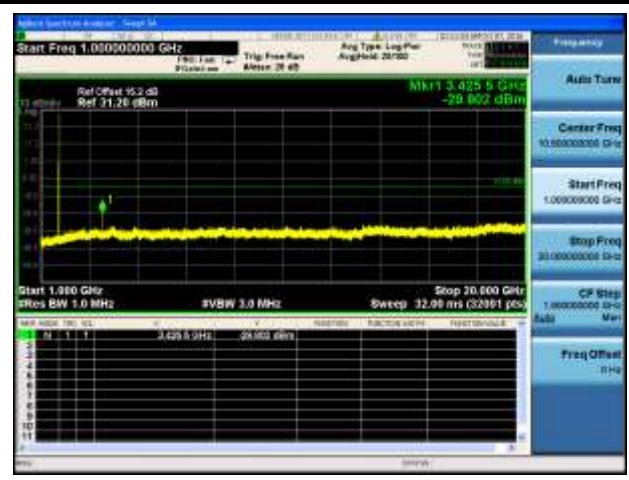 Agilent Spectrum Analyzer - Swept SA
Start Freq 1.000000000 GHz
PNO: Fast
Trig: Free Run
Atten: 28 dB
Avg Type: Log-Pwr
Avg|Hold: 20/100
Frequency
Auto Tune
Ref Offset 16.2 dB
Ref 31.20 dBm
Mkr1 3.425 5 GHz
-29.802 dBm
Center Freq
10.500000000 GHz
Start Freq
1.000000000 GHz
Stop Freq
20.000000000 GHz
CF Step
1.900000000 GHz
Auto Man
Freq Offset
0 Hz
1
Start 1.000 GHz
Stop 20.000 GHz
#Res BW 1.0 MHz
#VBW 3.0 MHz
Sweep 32.00 ms (32001 pts)
1 N 1 f 3.425 5 GHz -29.802 dBm
2
3
4
5
6
7
8
9
10
11